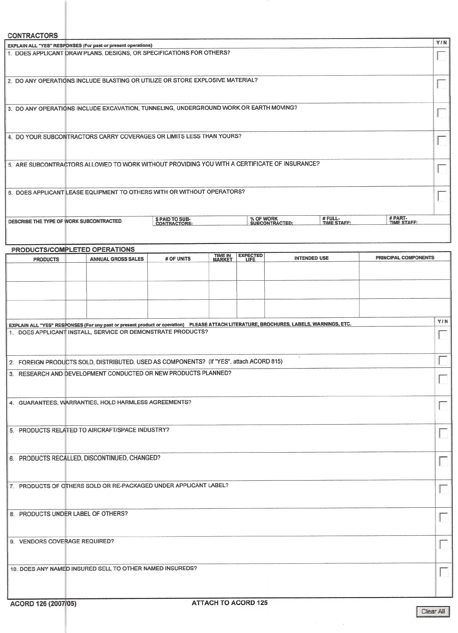 CONTRACTORS
EXPLAIN ALL "YES" RESPONSES (For past or present operations) Y / N
1. DOES APPLICANT DRAW PLANS, DESIGNS, OR SPECIFICATIONS FOR OTHERS?
2. DO ANY OPERATIONS INCLUDE BLASTING OR UTILIZE OR STORE EXPLOSIVE MATERIAL?
3. DO ANY OPERATIONS INCLUDE EXCAVATION, TUNNELING, UNDERGROUND WORK OR EARTH MOVING?
4. DO YOUR SUBCONTRACTORS CARRY COVERAGES OR LIMITS LESS THAN YOURS?
5. ARE SUBCONTRACTORS ALLOWED TO WORK WITHOUT PROVIDING YOU WITH A CERTIFICATE OF INSURANCE?
6. DOES APPLICANT LEASE EQUIPMENT TO OTHERS WITH OR WITHOUT OPERATORS?
DESCRIBE THE TYPE OF WORK SUBCONTRACTED $ PAID TO SUB-CONTRACTORS: % OF WORK SUBCONTRACTED: # FULL-TIME STAFF: # PART-TIME STAFF:
PRODUCTS/COMPLETED OPERATIONS
PRODUCTS ANNUAL GROSS SALES # OF UNITS TIME IN MARKET EXPECTED LIFE INTENDED USE PRINCIPAL COMPONENTS
EXPLAIN ALL "YES" RESPONSES (For any past or present product or operation) PLEASE ATTACH LITERATURE, BROCHURES, LABELS, WARNINGS, ETC. Y / N
1. DOES APPLICANT INSTALL, SERVICE OR DEMONSTRATE PRODUCTS?
2. FOREIGN PRODUCTS SOLD, DISTRIBUTED, USED AS COMPONENTS? (If "YES", attach ACORD 815)
3. RESEARCH AND DEVELOPMENT CONDUCTED OR NEW PRODUCTS PLANNED?
4. GUARANTEES, WARRANTIES, HOLD HARMLESS AGREEMENTS?
5. PRODUCTS RELATED TO AIRCRAFT/SPACE INDUSTRY?
6. PRODUCTS RECALLED, DISCONTINUED, CHANGED?
7. PRODUCTS OF OTHERS SOLD OR RE-PACKAGED UNDER APPLICANT LABEL?
8. PRODUCTS UNDER LABEL OF OTHERS?
9. VENDORS COVERAGE REQUIRED?
10. DOES ANY NAMED INSURED SELL TO OTHER NAMED INSUREDS?
ACORD 126 (2007/05) ATTACH TO ACORD 125
Clear All